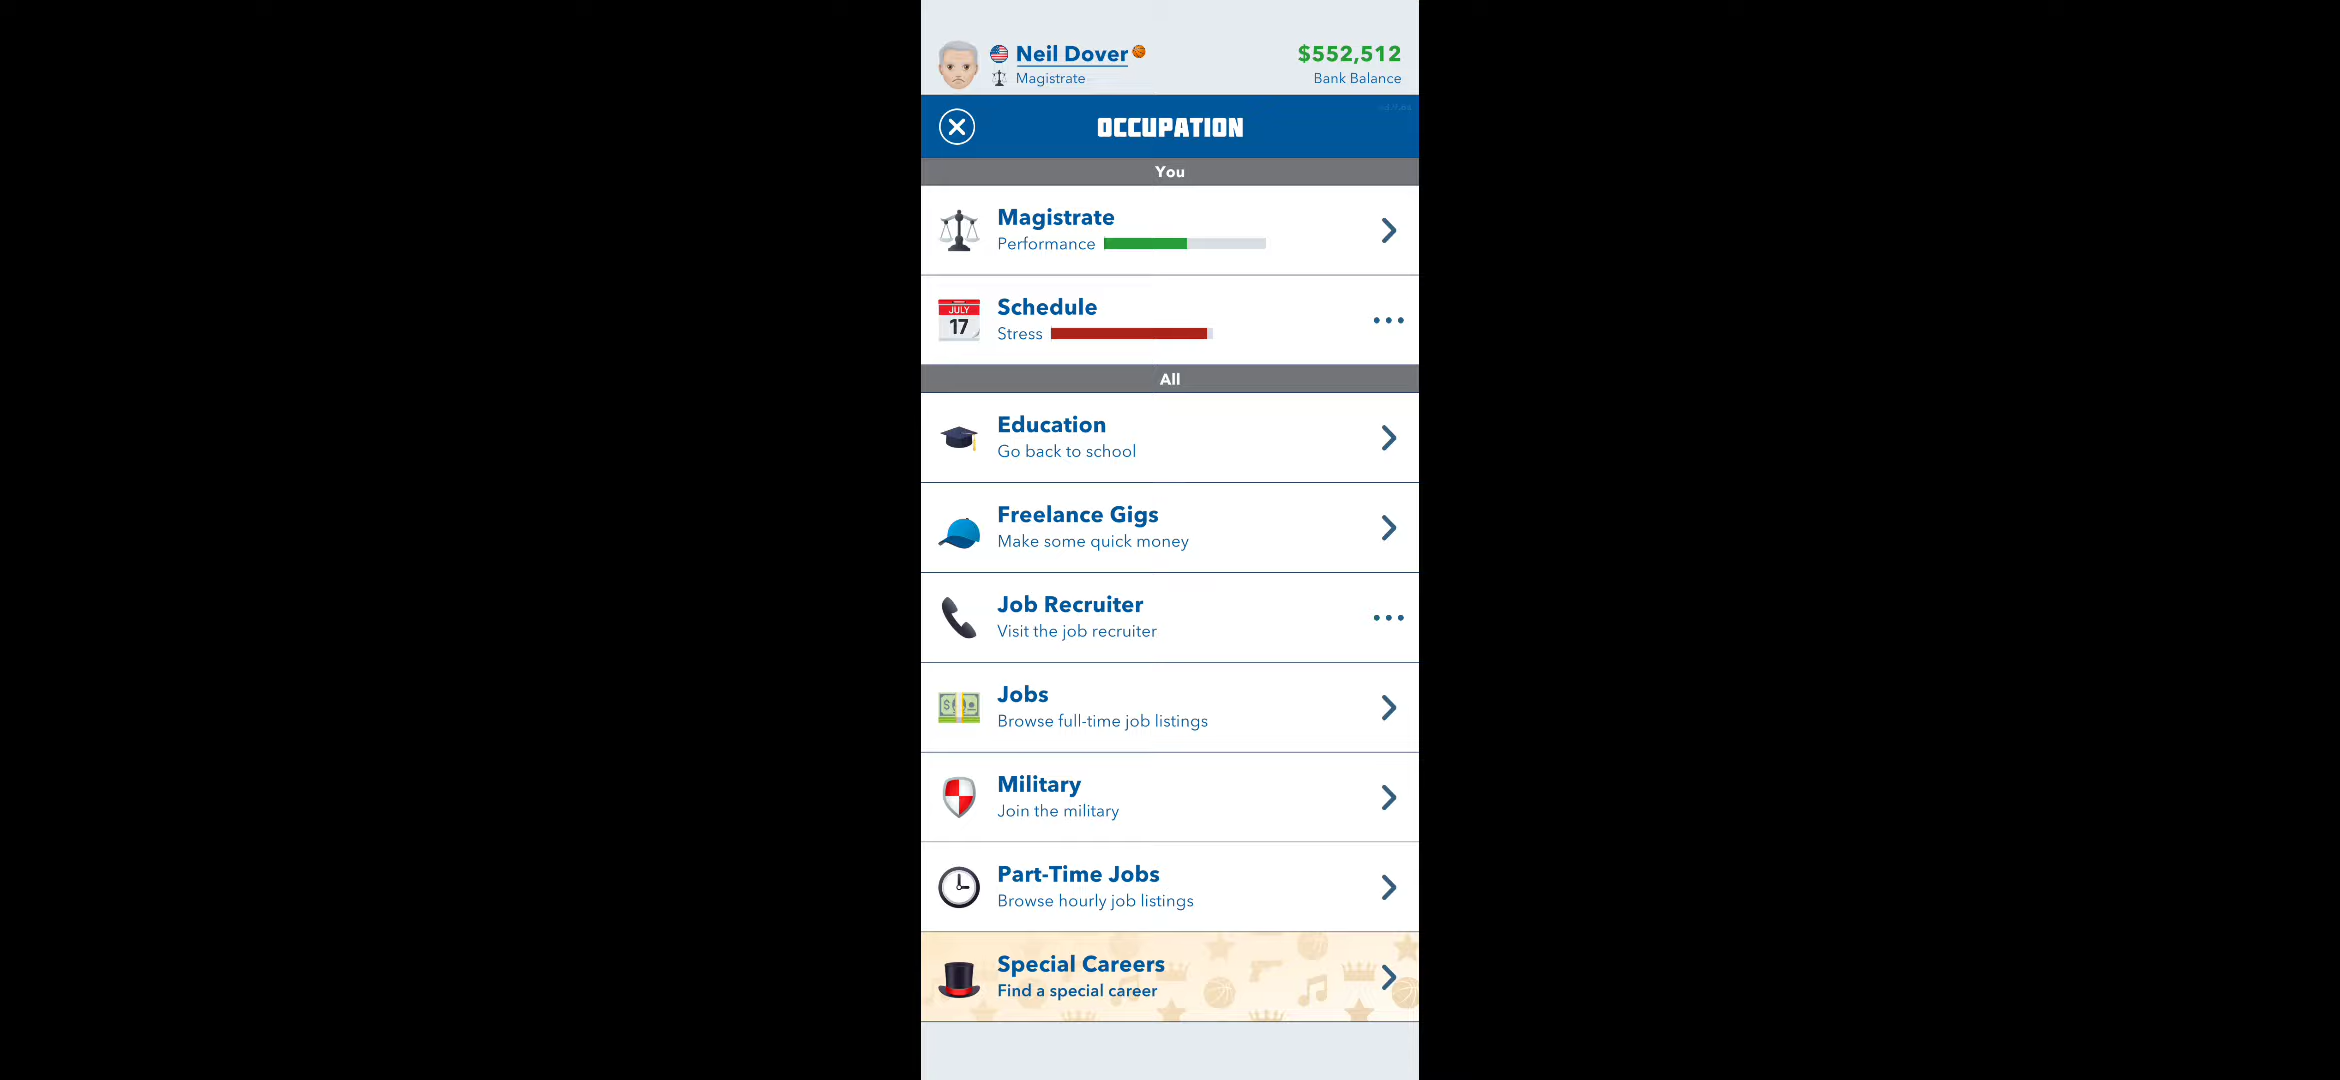 Neil Dover
$552,512
Magistrate
Bank Balance
OCCUPATION
You
Magistrate
Performance
JULY
17
Schedule
Stress
All
Education
Go back to school
Freelance Gigs
Make some quick money
Job Recruiter
Visit the job recruiter
Jobs
Browse full-time job listings
Military
Join the military
Part-Time Jobs
Browse hourly job listings
Special Careers
Find a special career